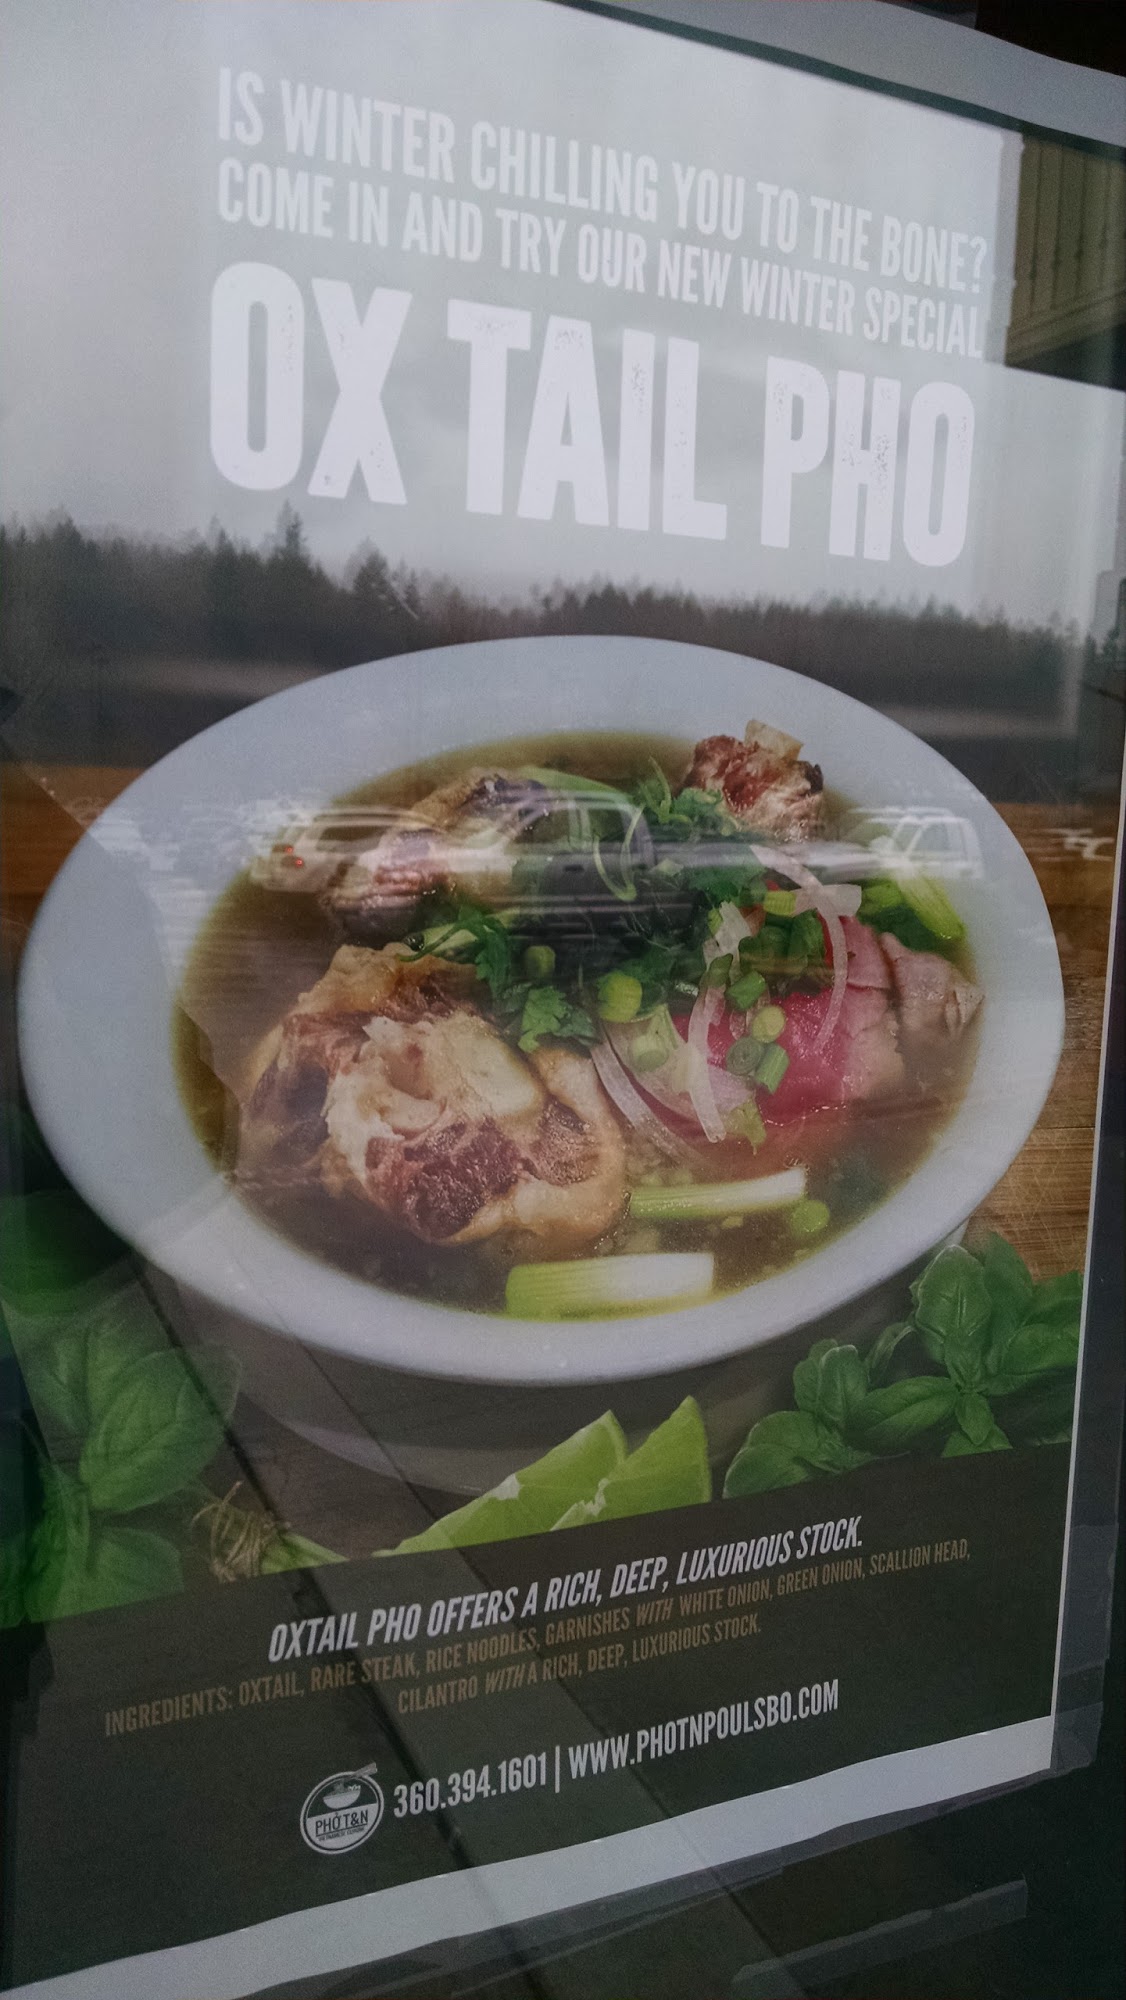 IS WINTER CHILLING YOU TO THE BONE?
COME IN AND TRY OUR NEW WINTER SPECIAL
OX TAIL PHO
OXTAIL PHO OFFERS A RICH, DEEP, LUXURIOUS STOCK.
INGREDIENTS: OXTAIL, RARE STEAK, RICE NOODLES, GARNISHES WITH WHITE ONION, GREEN ONION, SCALLION HEAD,
CILANTRO WITH A RICH, DEEP, LUXURIOUS STOCK.
360.394.1601 | WWW.PHOTNPOULSBO.COM
PHỞ T&N
VIETNAMESE CUISINE